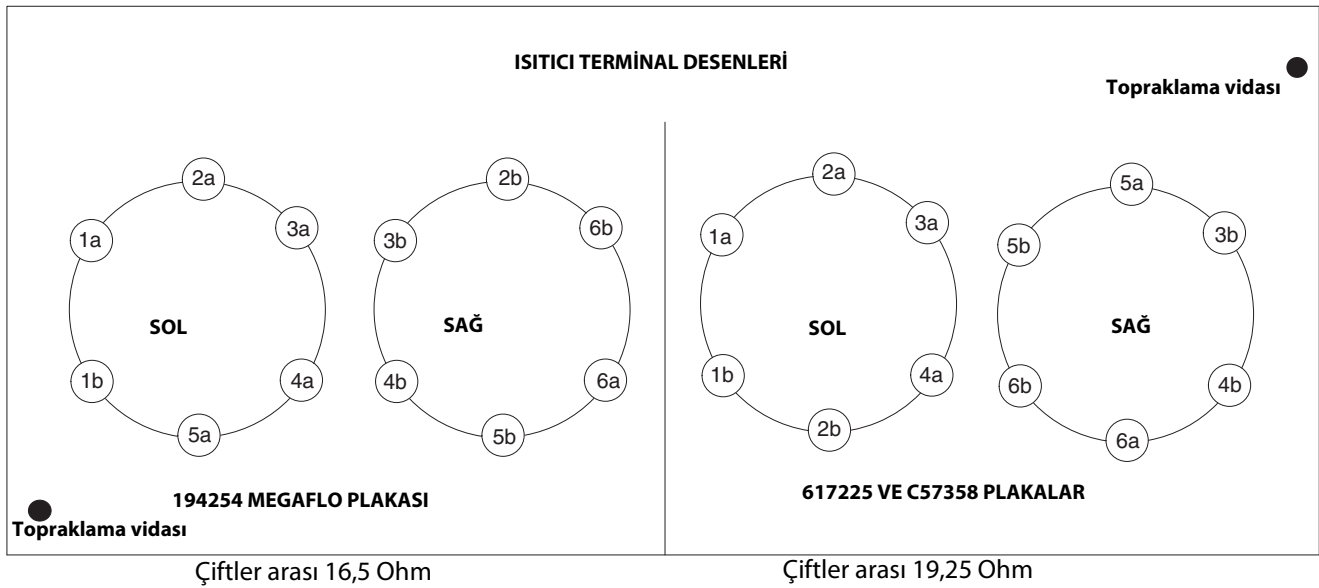 ISITICI TERMİNAL DESENLERİ
Topraklama vidası
2a
1a
3a
SOL
1b
4a
5a
2b
3b
6b
SAĞ
4b
6a
5b
194254 MEGAFLO PLAKASI
Topraklama vidası
Çiftler arası 16,5 Ohm
2a
1a
3a
SOL
1b
4a
2b
5a
5b
3b
SAĞ
6b
4b
6a
617225 VE C57358 PLAKALAR
Çiftler arası 19,25 Ohm